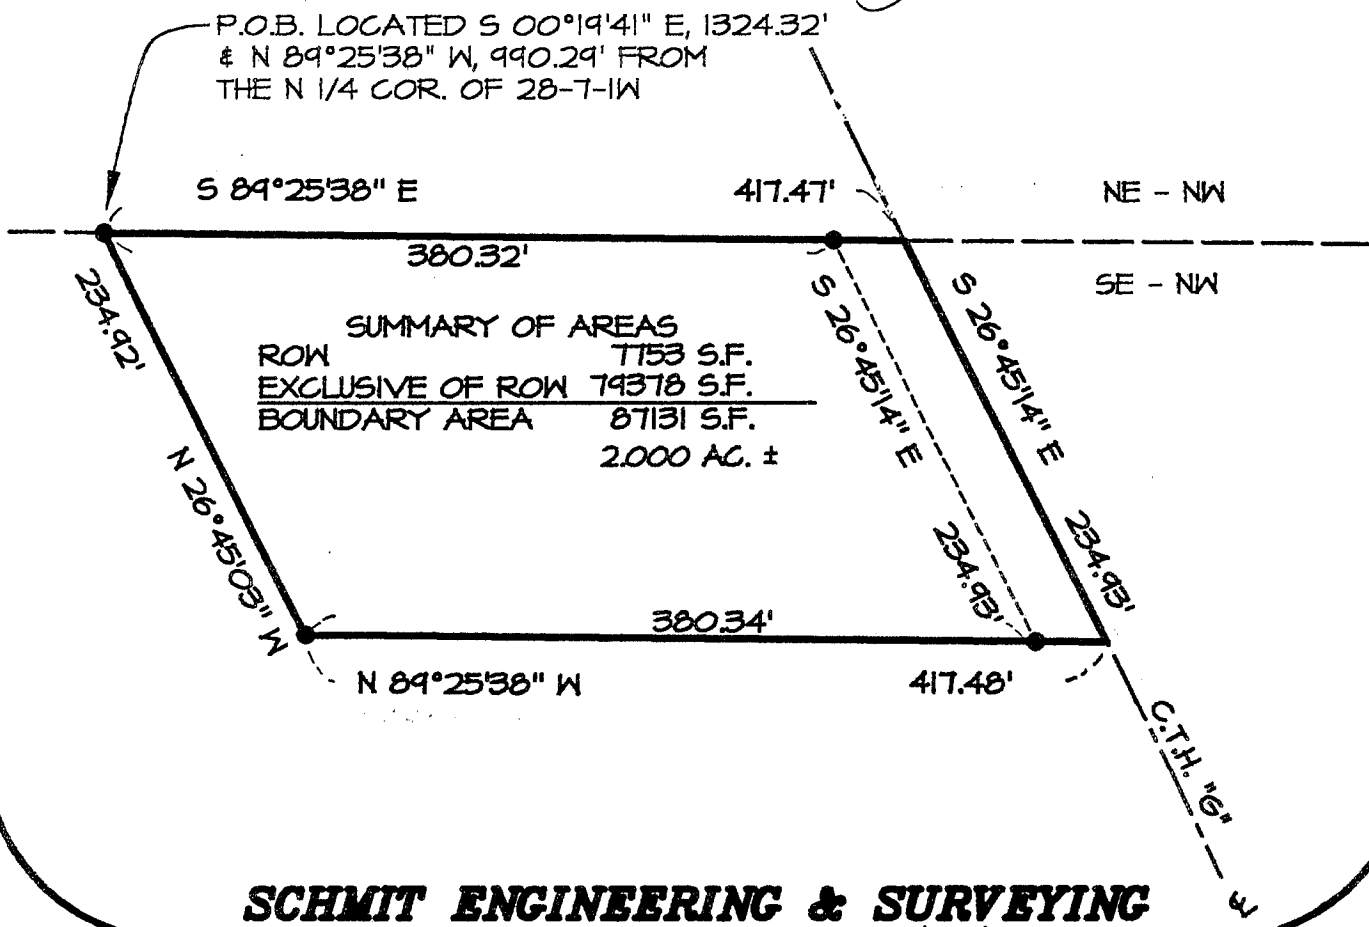 P.O.B. LOCATED S 00°19'41" E, 1324.32'
& N 89°25'38" W, 990.29' FROM
THE N 1/4 COR. OF 28-7-1W
S 89°25'38" E
417.47'
NE - NW
380.32'
SE - NW
234.92'
S 26°45'14" E
S 26°45'14" E
SUMMARY OF AREAS
ROW 7753 S.F.
EXCLUSIVE OF ROW 79378 S.F.
BOUNDARY AREA 87131 S.F.
2.000 AC. ±
N 26°45'03" W
234.93'
234.93'
380.34'
N 89°25'38" W
417.48'
C.T.H. "G"
SCHMIT ENGINEERING & SURVEYING